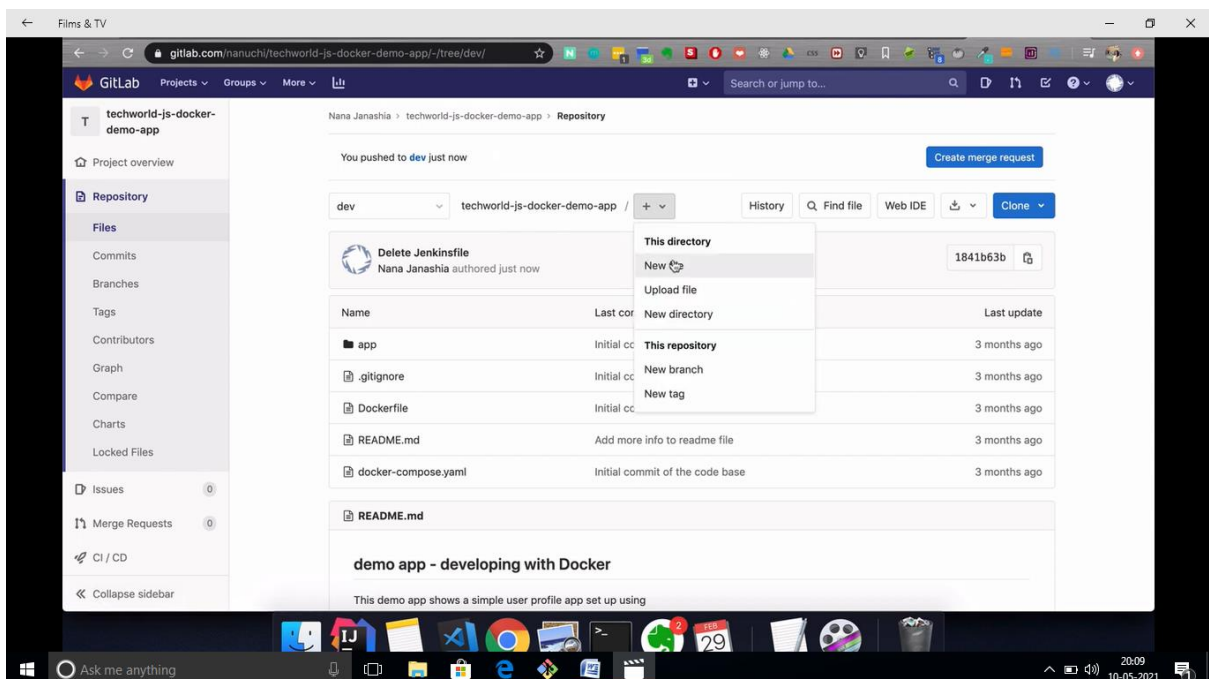 Films & TV
gitlab.com/nanuchi/techworld-js-docker-demo-app/-/tree/dev/
GitLab Projects Groups More Search or jump to...
T techworld-js-docker-demo-app
Project overview
Repository
Files
Commits
Branches
Tags
Contributors
Graph
Compare
Charts
Locked Files
Issues 0
Merge Requests 0
CI / CD
Collapse sidebar
Nana Janashia > techworld-js-docker-demo-app > Repository
You pushed to dev just now Create merge request
dev techworld-js-docker-demo-app / + History Find file Web IDE Clone
Delete Jenkinsfile
Nana Janashia authored just now
1841b63b
This directory
New
Upload file
New directory
This repository
New branch
New tag
Name Last Last update
app Initial 3 months ago
.gitignore Initial 3 months ago
Dockerfile Initial 3 months ago
README.md Add more info to readme file 3 months ago
docker-compose.yaml Initial commit of the code base 3 months ago
README.md
demo app - developing with Docker
This demo app shows a simple user profile app set up using
IJ
2
FEB
29
Ask me anything
20:09
10-05-2021